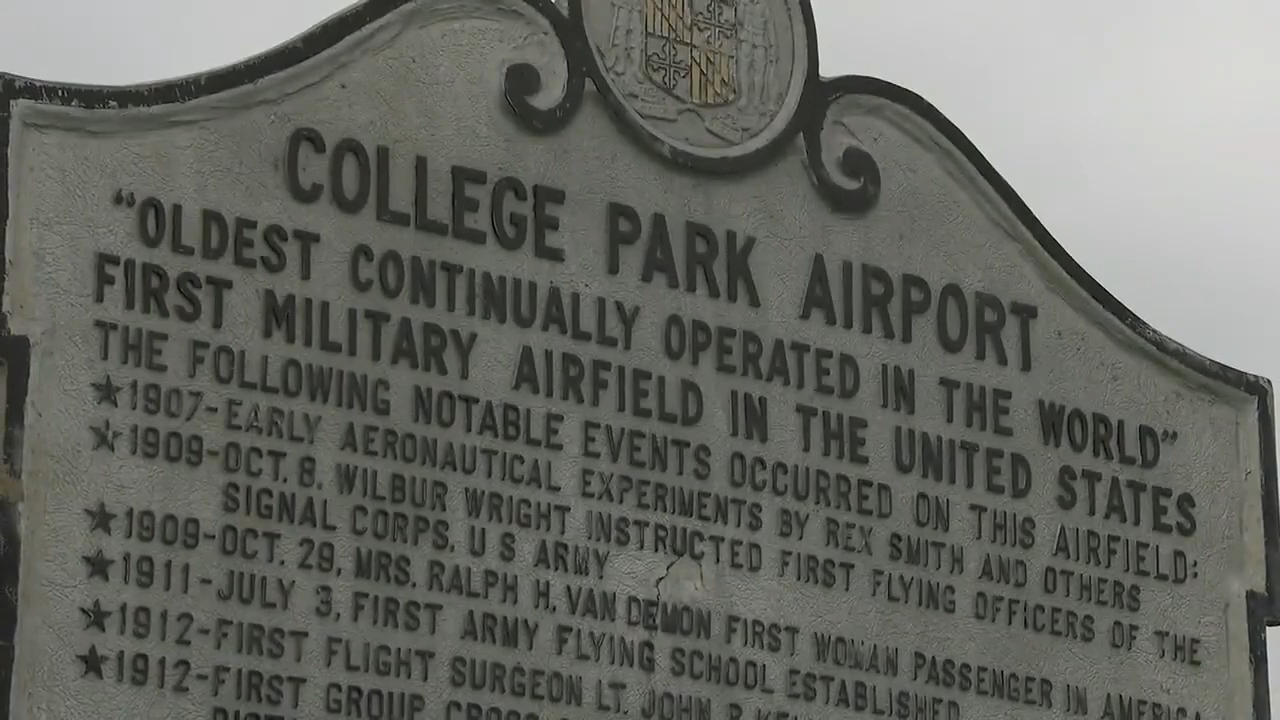 COLLEGE PARK AIRPORT
“OLDEST CONTINUALLY OPERATED IN THE WORLD”
FIRST MILITARY AIRFIELD IN THE UNITED STATES
THE FOLLOWING NOTABLE EVENTS OCCURRED ON THIS AIRFIELD:
★1907-EARLY AERONAUTICAL EXPERIMENTS BY REX SMITH AND OTHERS
★1909-OCT. 8. WILBUR WRIGHT INSTRUCTED FIRST FLYING OFFICERS OF THE
SIGNAL CORPS. U S ARMY
★1909-OCT. 29, MRS. RALPH H. VAN DEMON FIRST WOMAN PASSENGER IN AMERICA
★1911-JULY 3, FIRST ARMY FLYING SCHOOL ESTABLISHED
★1912-FIRST FLIGHT SURGEON LT. JOHN
★1912-FIRST GROUP